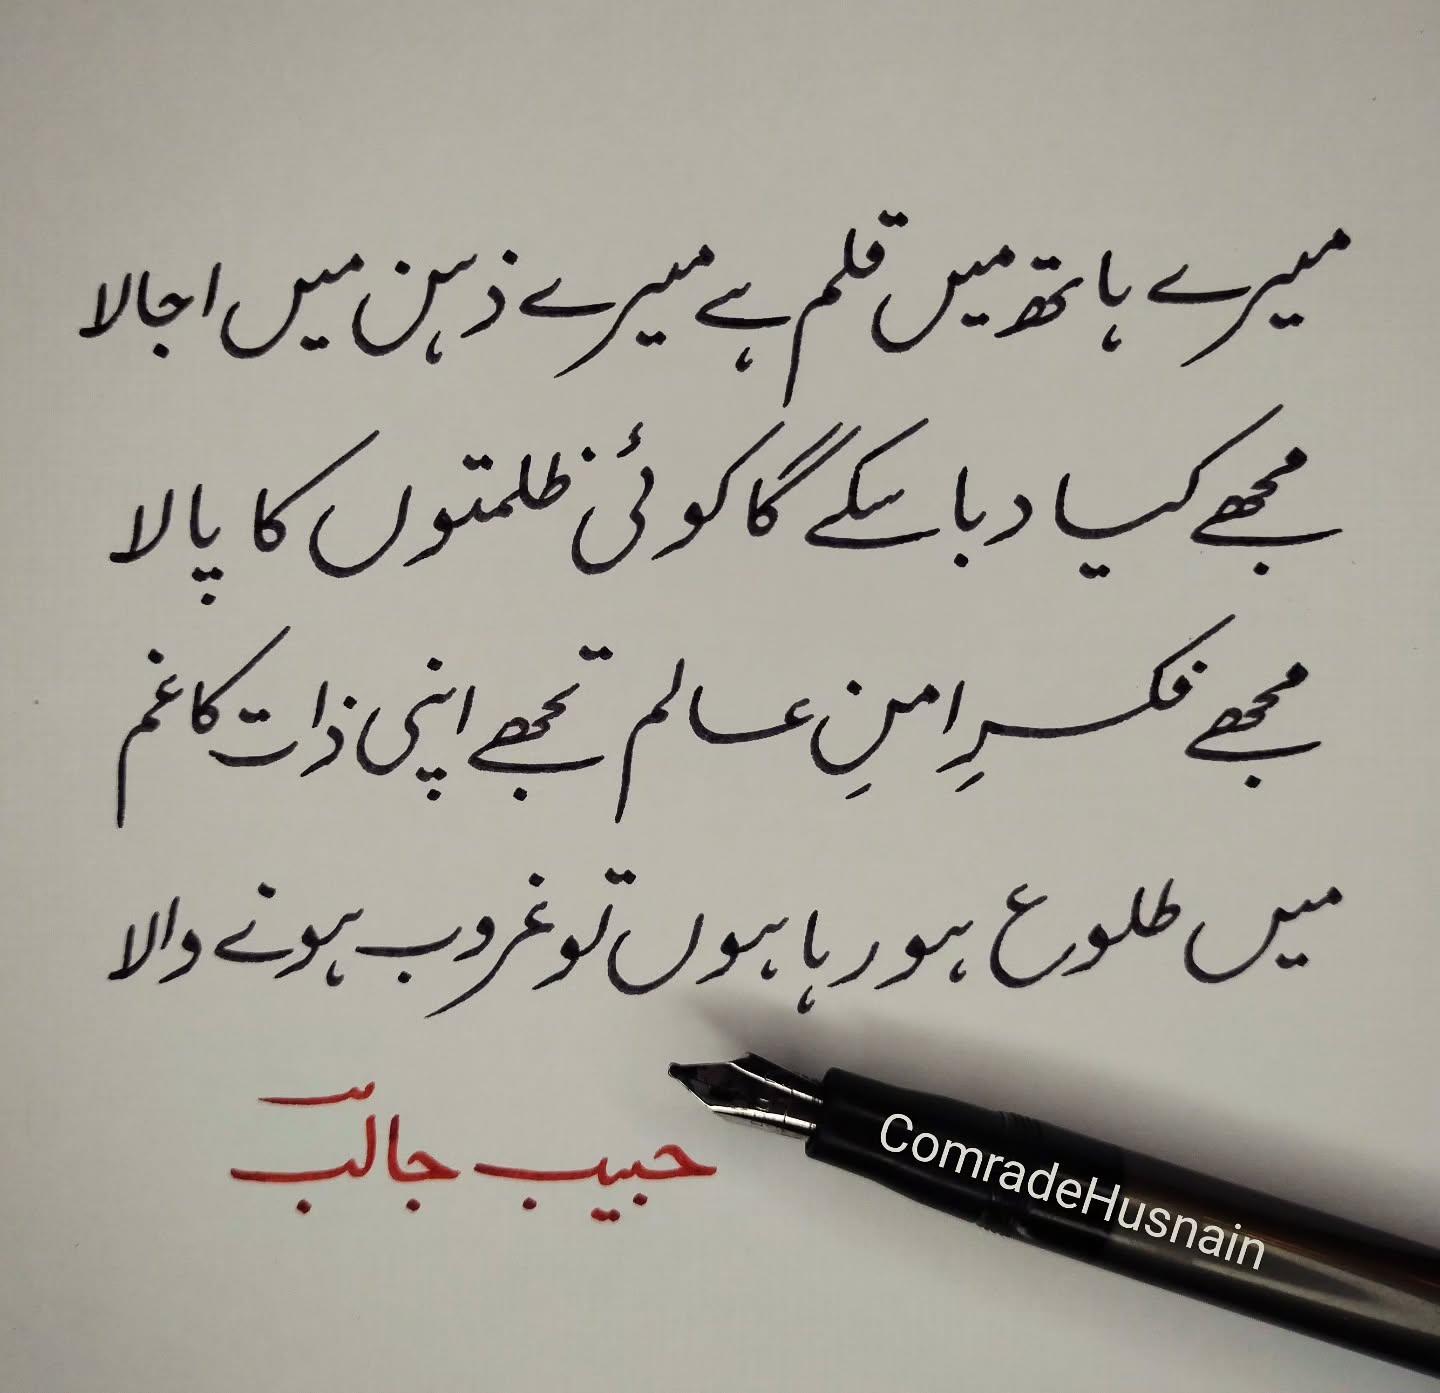 میرے ہاتھ میں قلم ہے میرے ذہن میں اجالا
مجھے کیا دبا سکے گا کوئی ظلمتوں کا پالا
مجھے فکرِ امنِ عالم تجھے اپنی ذات کا غم
میں طلوع ہو رہا ہوں تو غروب ہونے والا
حبیب جالب
ComradeHusnain